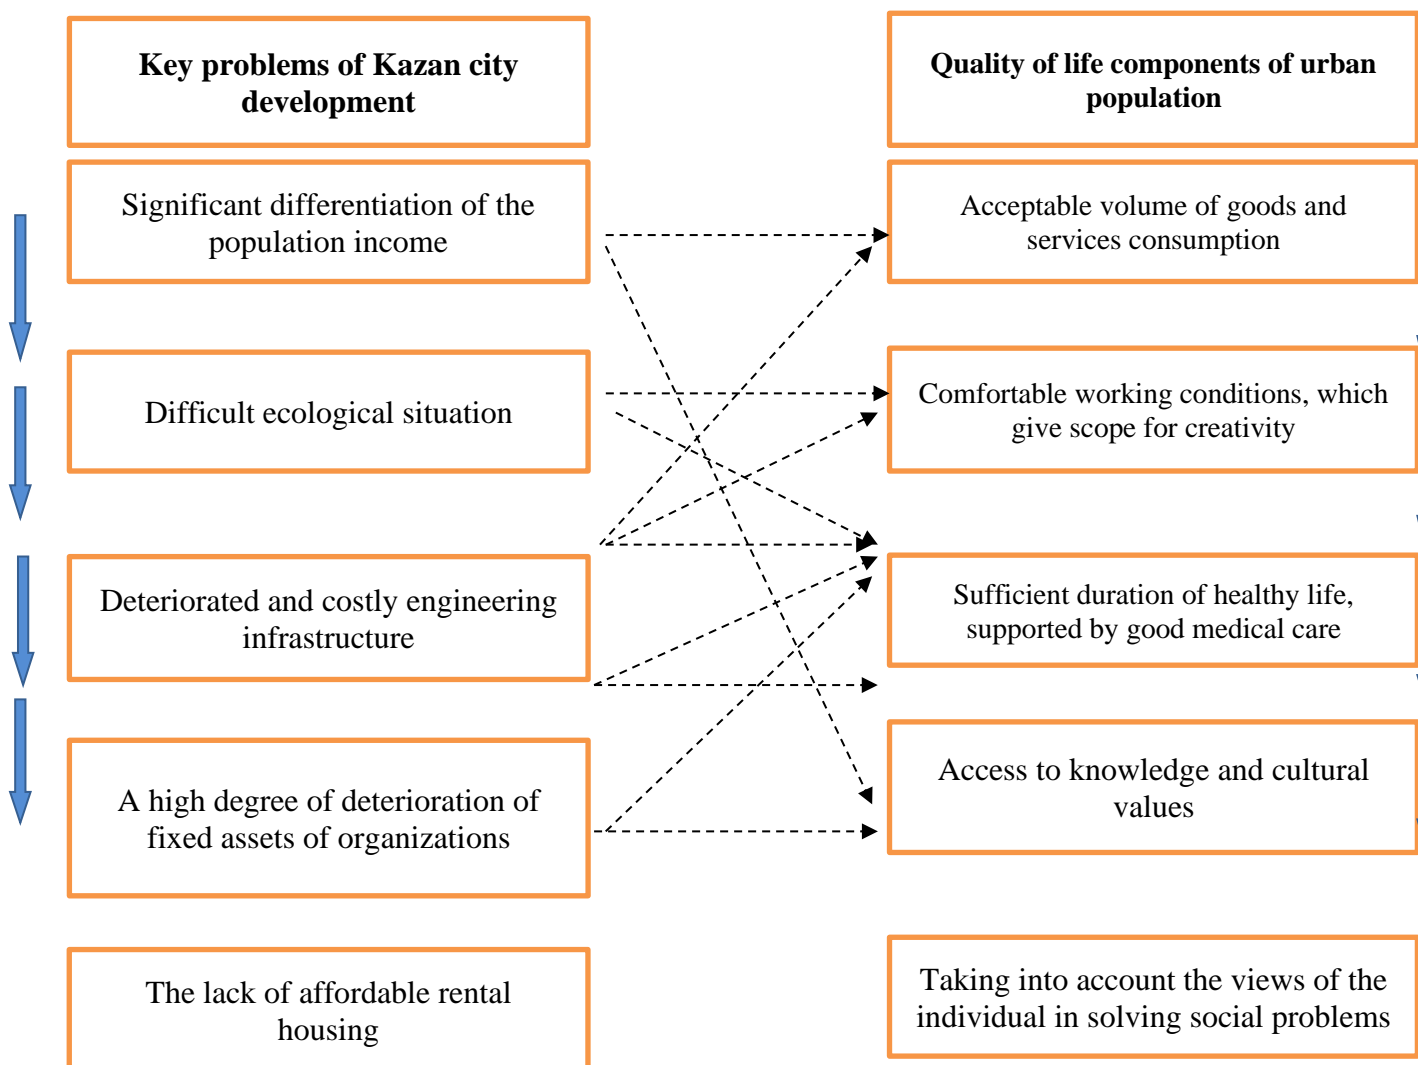 Key problems of Kazan city
development
Quality of life components of urban
population
Significant differentiation of the
population income
Acceptable volume of goods and
services consumption
Difficult ecological situation
Comfortable working conditions, which
give scope for creativity
Deteriorated and costly engineering
infrastructure
Sufficient duration of healthy life,
supported by good medical care
A high degree of deterioration of
fixed assets of organizations
Access to knowledge and cultural
values
The lack of affordable rental
housing
Taking into account the views of the
individual in solving social problems